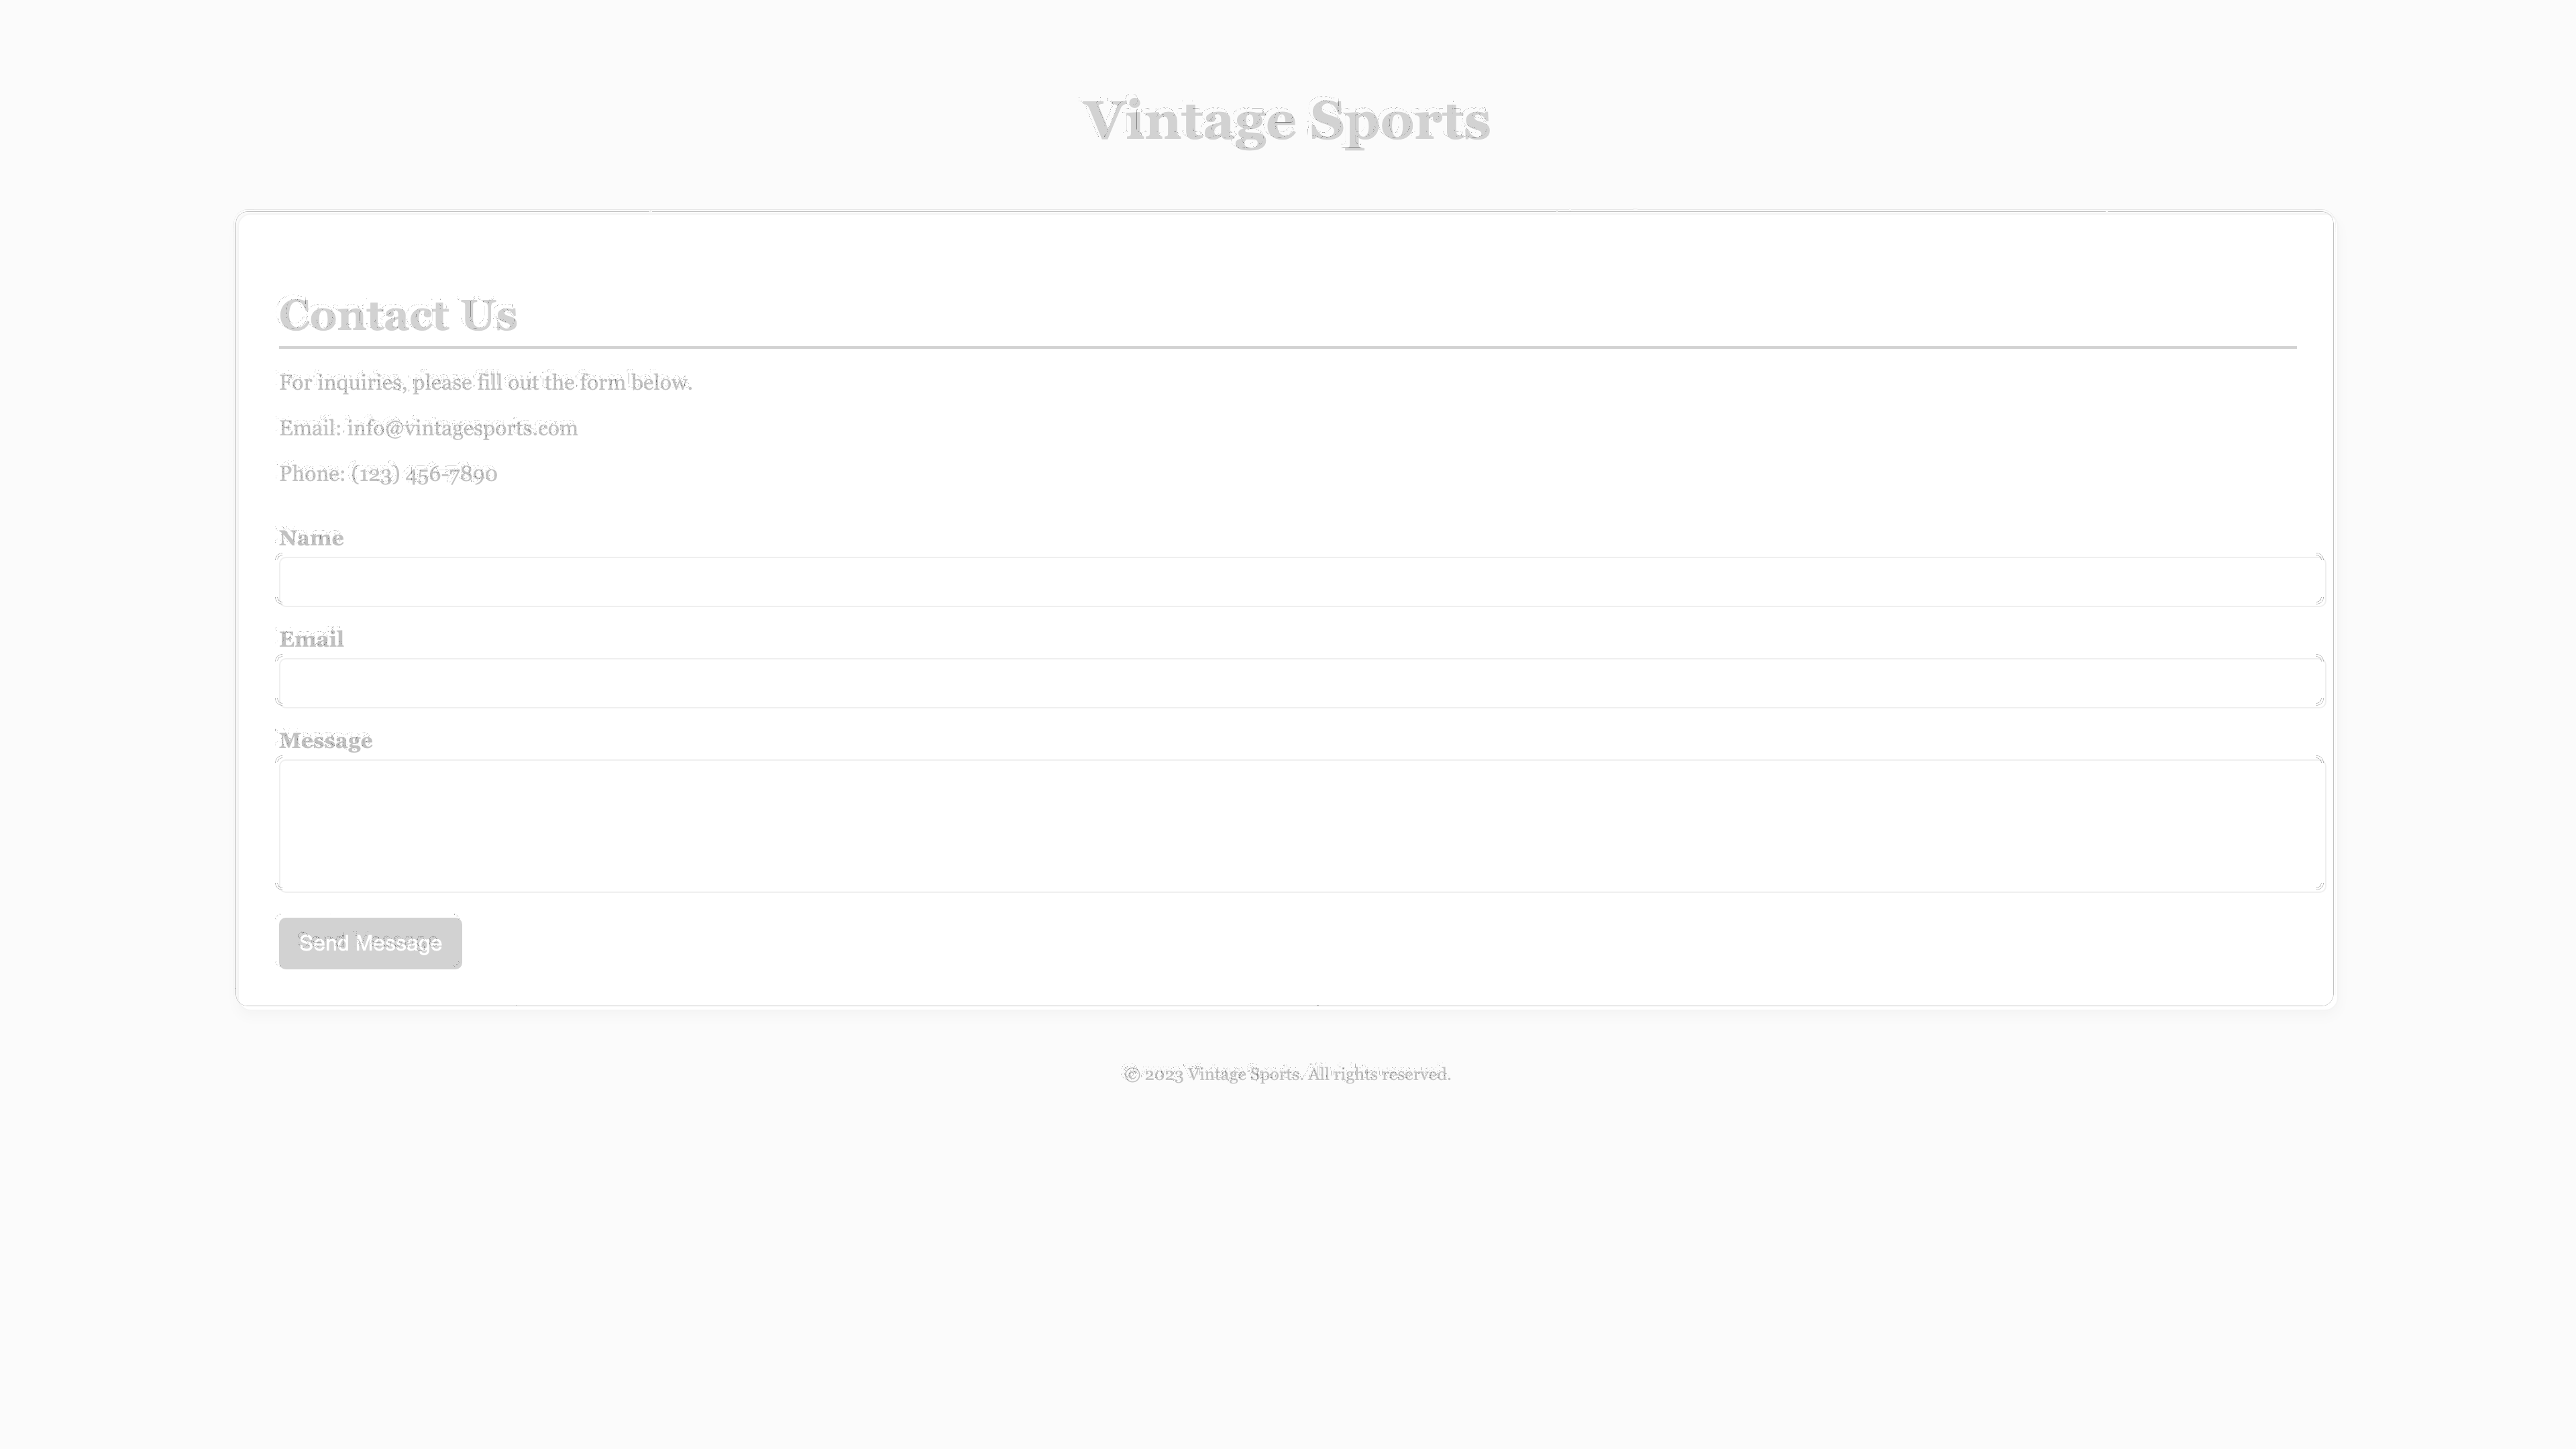 Vintage Sports
Contact Us
For inquiries, please fill out the form below.
Email: info@vintagesports.com
Phone: (123) 456-7890
Name
Email
Message
Send Message
© 2023 Vintage Sports. All rights reserved.